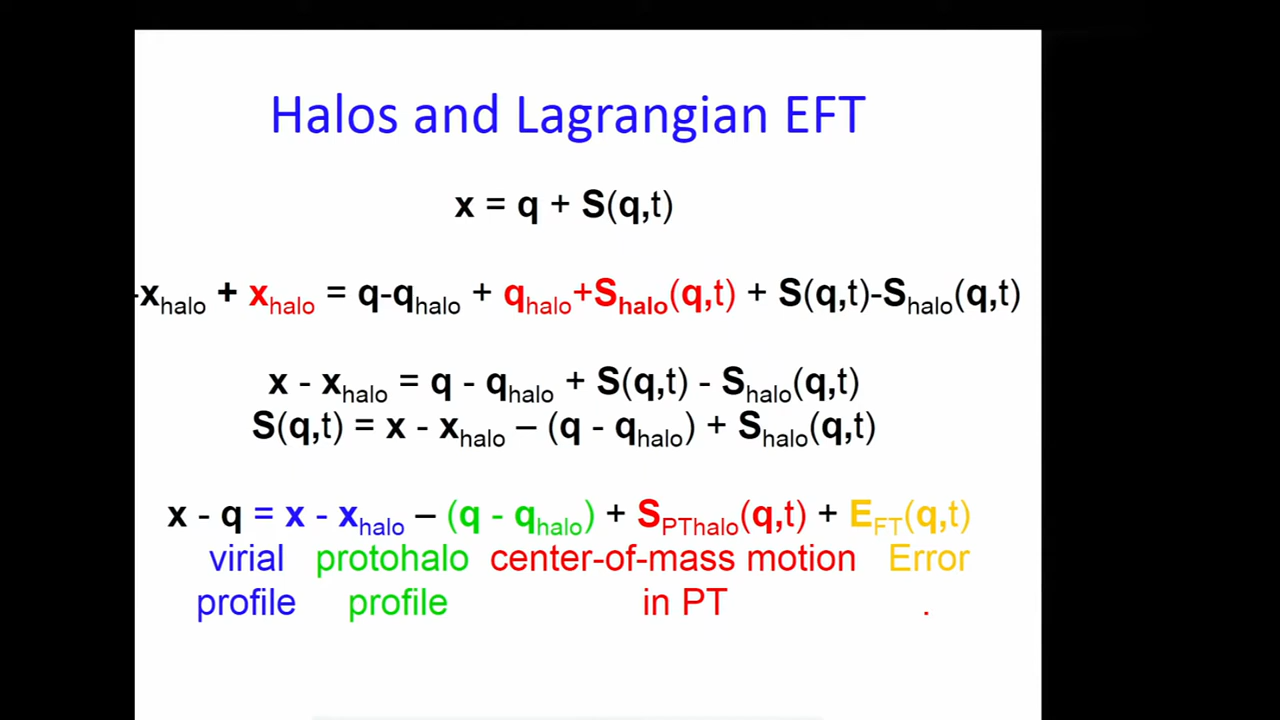 Halos and Lagrangian EFT
x = q + S(q,t)
-xhalo + xhalo = q-qhalo + qhalo+Shalo(q,t) + S(q,t)-Shalo(q,t)
x - xhalo = q - qhalo + S(q,t) - Shalo(q,t)
S(q,t) = x - xhalo – (q - qhalo) + Shalo(q,t)
x - q = x - xhalo – (q - qhalo) + SPThalo(q,t) + EFT(q,t)
virial protohalo center-of-mass motion Error
profile profile in PT .